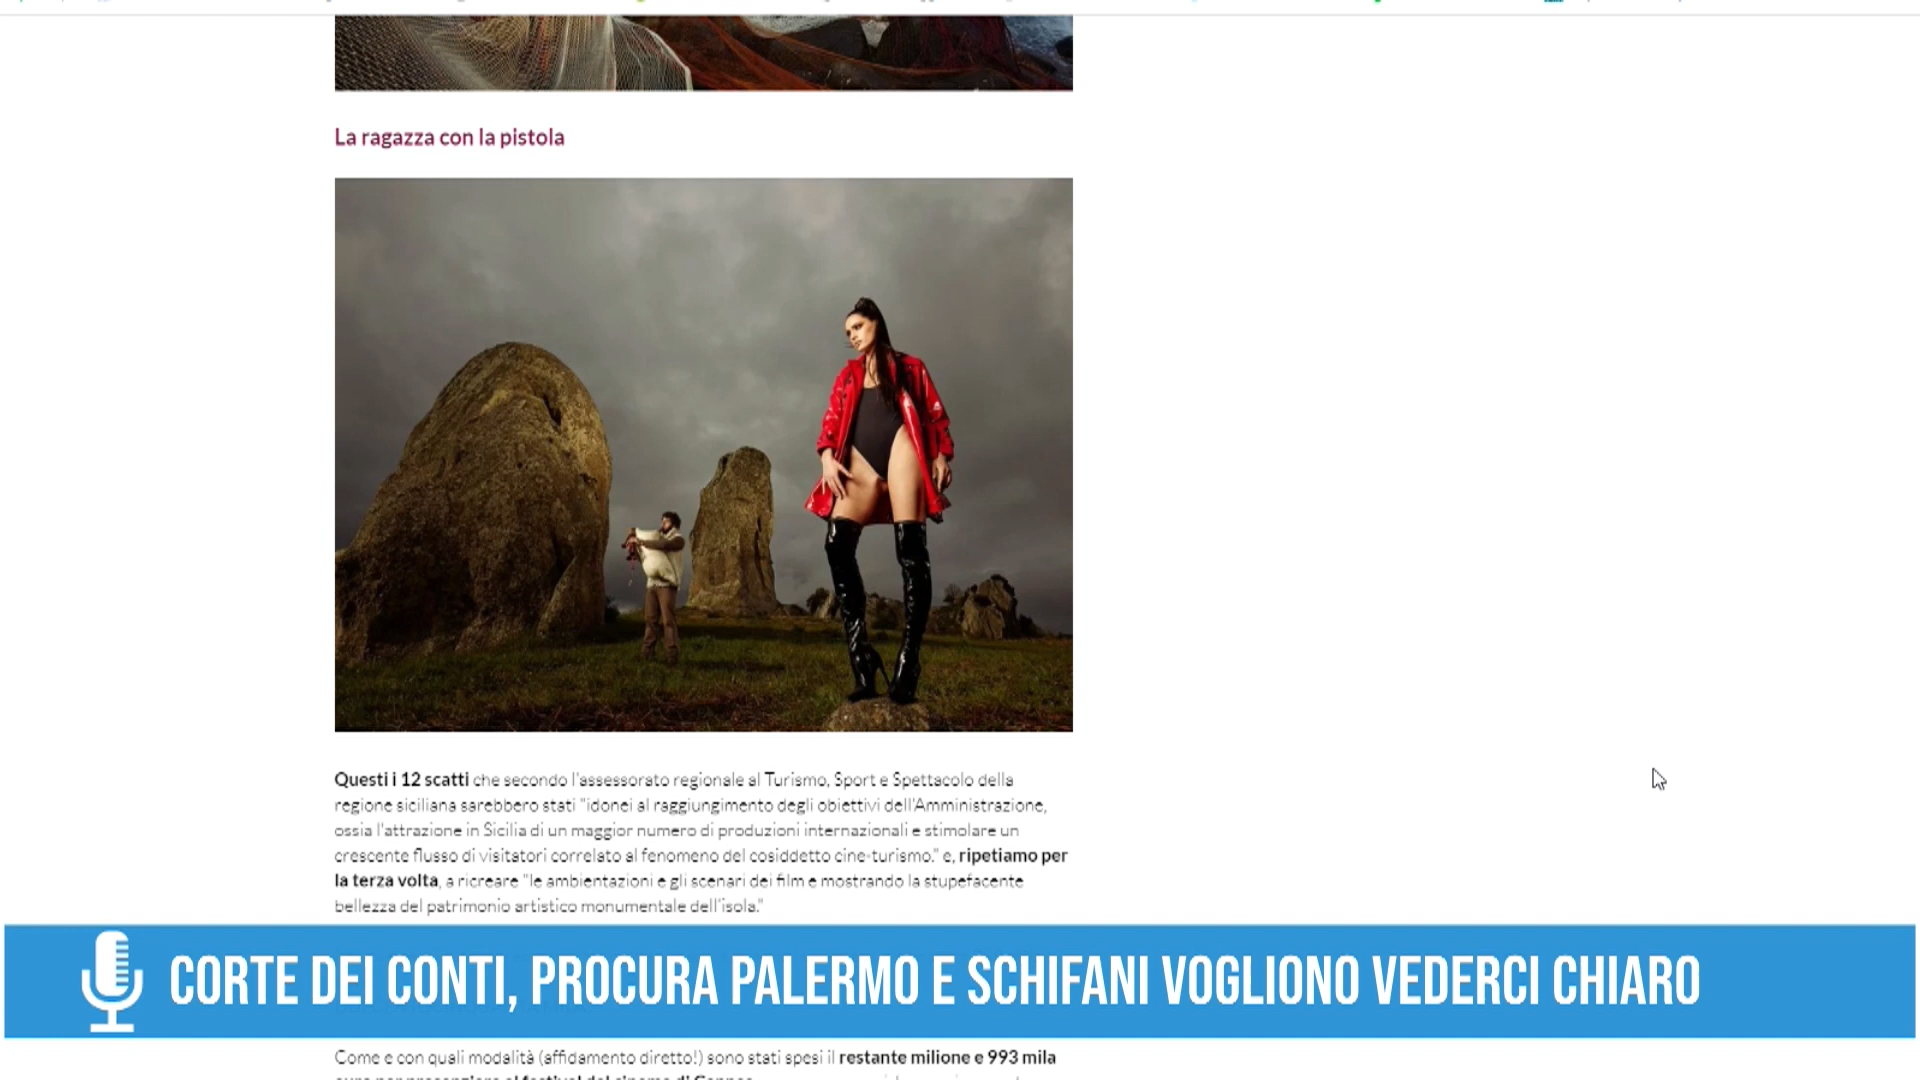 La ragazza con la pistola
Questi i 12 scatti che secondo l'assessorato regionale al Turismo, Sport e Spettacolo della
regione siciliana sarebbero stati "idonei al raggiungimento degli obiettivi dell'Amministrazione,
ossia l'attrazione in Sicilia di un maggior numero di produzioni internazionali e stimolare un
crescente flusso di visitatori correlato al fenomeno del cosiddetto cine-turismo." e, ripetiamo per
la terza volta, a ricreare "le ambientazioni e gli scenari dei film e mostrando la stupefacente
bellezza del patrimonio artistico monumentale dell'isola."
CORTE DEI CONTI, PROCURA PALERMO E SCHIFANI VOGLIONO VEDERCI CHIARO
Come e con quali modalità (affidamento diretto!) sono stati spesi il restante milione e 993 mila